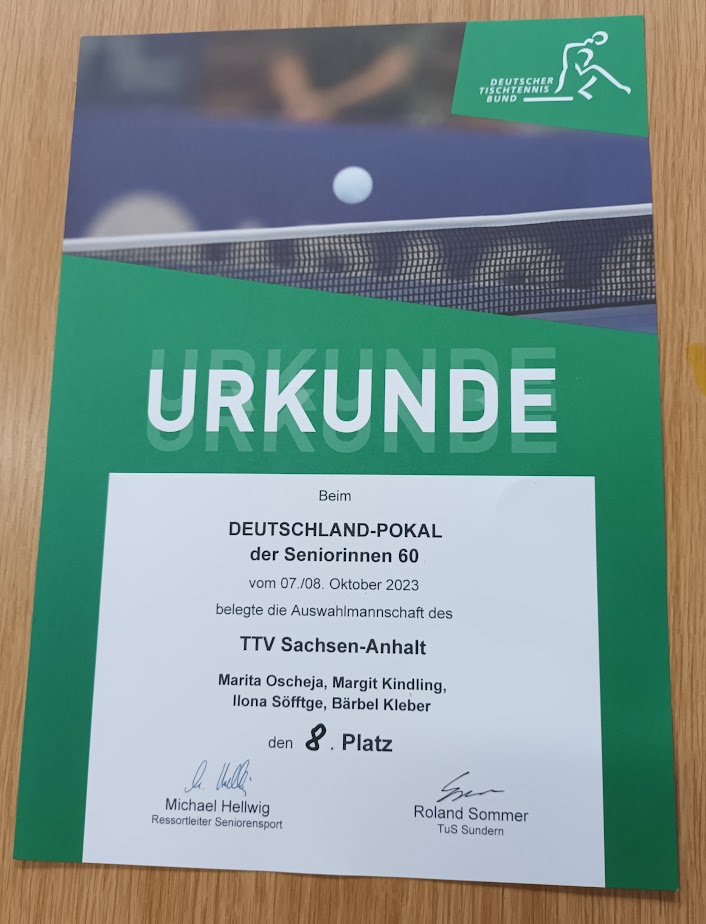 DEUTSCHER
TISCHTENNIS
BUND
URKUNDE
Beim
DEUTSCHLAND-POKAL
der Seniorinnen 60
vom 07./08. Oktober 2023
belegte die Auswahlmannschaft des
TTV Sachsen-Anhalt
Marita Oscheja, Margit Kindling,
Ilona Söfftge, Bärbel Kleber
den 8. Platz
Michael Hellwig
Ressortleiter Seniorensport
Roland Sommer
TuS Sundern